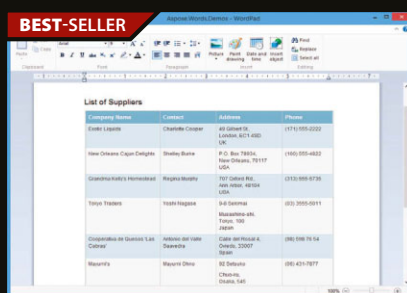 BEST-SELLER
Aspose.Words.Demos - WordPad
Copy
Find
Replace
Select all
Picture
Paint drawing
Date and time
Insert object
Clipboard
Font
Paragraph
Insert
Editing
List of Suppliers
Company Name Contact Address Phone
Exotic Liquids Charlotte Cooper 49 Gilbert St. (171) 555-2222
London, EC1 4SD
UK
New Orleans Cajun Delights Shelley Burke P.O. Box 78934, (100) 555-4822
New Orleans, 70117
USA
Grandma Kelly's Homestead Regina Murphy 707 Oxford Rd. (313) 555-5735
Ann Arbor, 48104
USA
Tokyo Traders Yoshi Nagase 9-8 Sekimai (03) 3555-5011
Musashino-shi,
Tokyo, 100
Japan
Cooperativa de Quesos 'Las Antonio del Valle Calle del Rosal 4, (98) 598 76 54
Cabras' Saavedra Oviedo, 33007
Spain
Mayumi's Mayumi Ohno 92 Setsuko (06) 431-7877
Chuo-ku,
Osaka, 545
100%